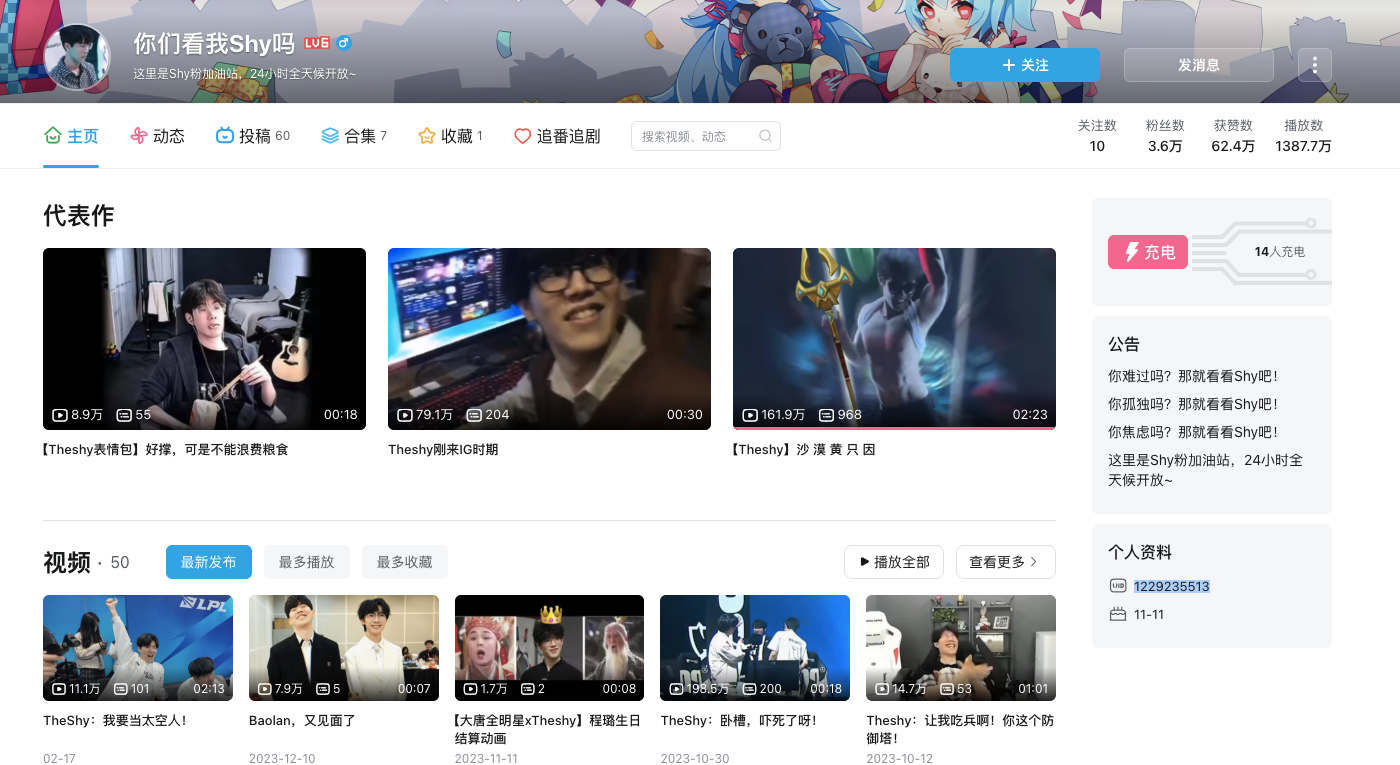 你们看我Shy吗 LV6
这里是Shy粉加油站，24小时全天候开放~
关注
发消息
主页
动态
投稿 60
合集 7
收藏 1
追番追剧
搜索视频、动态
关注数 粉丝数 获赞数 播放数
10 3.6万 62.4万 1387.7万
代表作
8.9万 55 00:18
【Theshy表情包】好撑，可是不能浪费粮食
79.1万 204 00:30
Theshy刚来IG时期
161.9万 968 02:23
【Theshy】沙 漠 黄 只 因
充电
14人充电
公告
你难过吗？那就看看Shy吧！
你孤独吗？那就看看Shy吧！
你焦虑吗？那就看看Shy吧！
这里是Shy粉加油站，24小时全
天候开放~
个人资料
UID 1229235513
11-11
视频 · 50
最新发布
最多播放
最多收藏
播放全部
查看更多
LPL
11.1万 101 02:13
TheShy：我要当太空人！
02-17
7.9万 5 00:07
Baolan，又见面了
2023-12-10
1.7万 2 00:08
【大唐全明星xTheshy】程璐生日
结算动画
2023-11-11
198.5万 200 00:18
TheShy：卧槽，吓死了呀！
2023-10-30
14.7万 53 01:01
Theshy：让我吃兵啊！你这个防
御塔！
2023-10-12